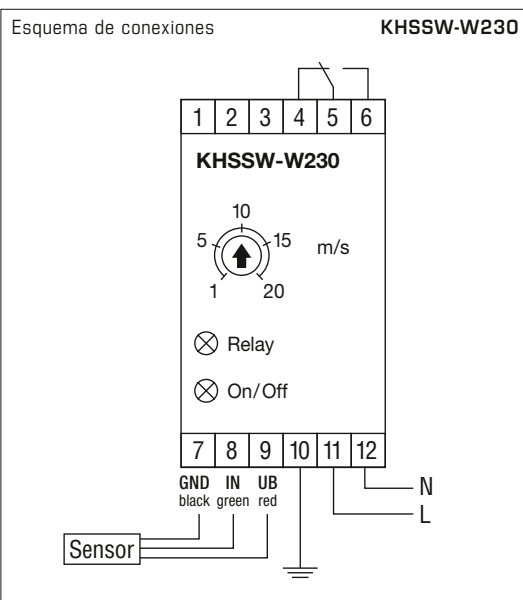 Esquema de conexiones KHSSW-W230
1 2 3 4 5 6
KHSSW-W230
10
5 15 m/s
1 20
Relay
On/Off
7 8 9 10 11 12
GND IN UB N
black green red L
Sensor